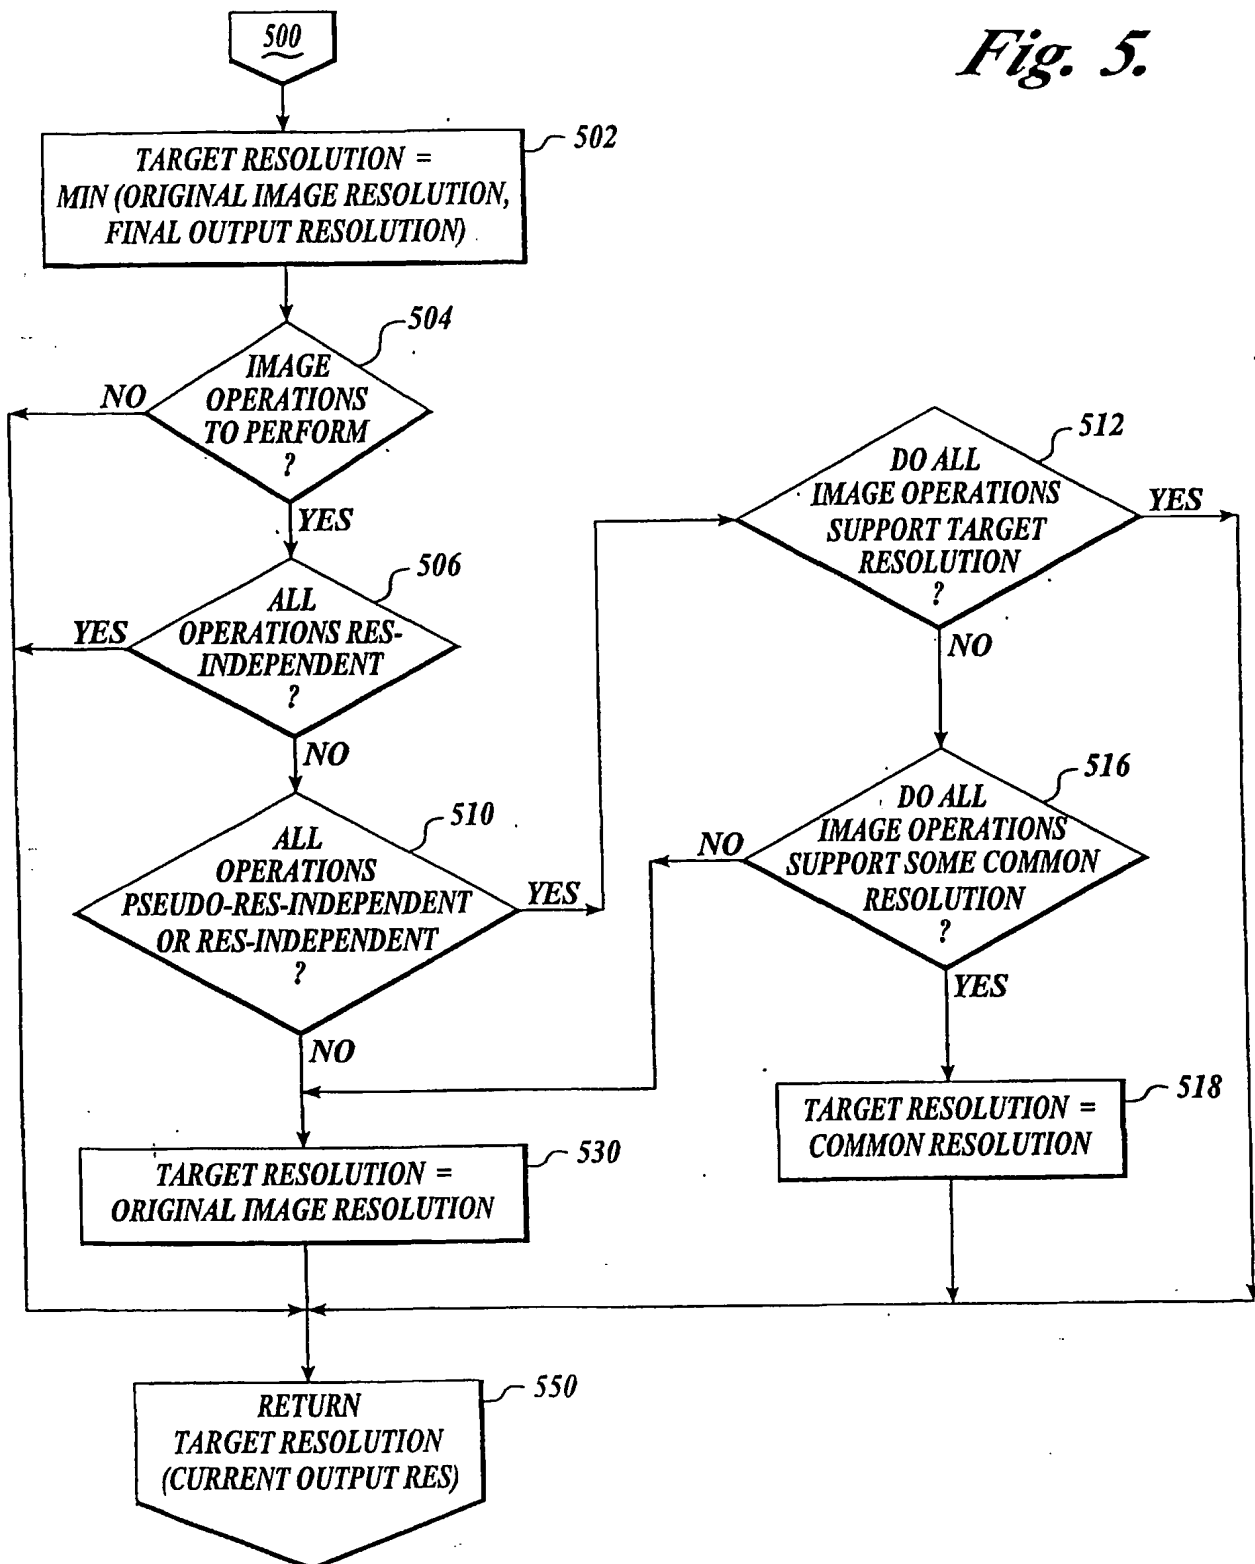 Fig. 5.
500
502
TARGET RESOLUTION =
MIN (ORIGINAL IMAGE RESOLUTION,
FINAL OUTPUT RESOLUTION)
504
IMAGE
OPERATIONS
TO PERFORM
?
NO
YES
506
ALL
OPERATIONS RES-
INDEPENDENT
?
YES
NO
510
ALL
OPERATIONS
PSEUDO-RES-INDEPENDENT
OR RES-INDEPENDENT
?
YES
NO
512
DO ALL
IMAGE OPERATIONS
SUPPORT TARGET
RESOLUTION
?
YES
NO
516
DO ALL
IMAGE OPERATIONS
SUPPORT SOME COMMON
RESOLUTION
?
NO
YES
518
TARGET RESOLUTION =
COMMON RESOLUTION
530
TARGET RESOLUTION =
ORIGINAL IMAGE RESOLUTION
550
RETURN
TARGET RESOLUTION
(CURRENT OUTPUT RES)